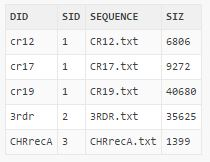 DID SID SEQUENCE SIZ
cr12 1 CR12.txt 6806
cr17 1 CR17.txt 9272
cr19 1 CR19.txt 40680
3rdr 2 3RDR.txt 35625
CHRrecA 3 CHRrecA.txt 1399